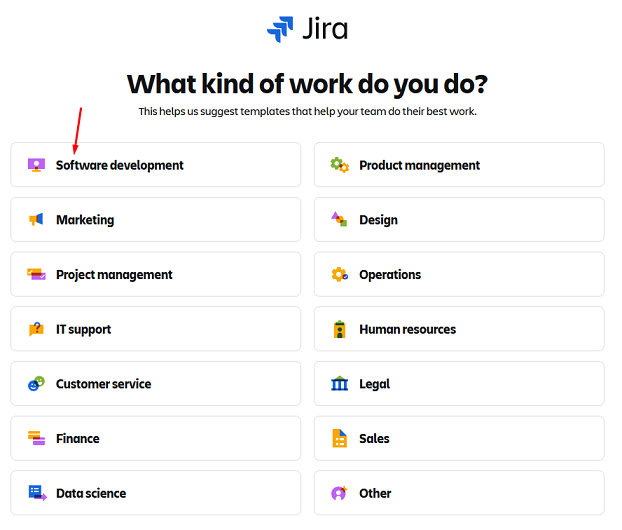 Jira
What kind of work do you do?
This helps us suggest templates that help your team do their best work.
Software development
Product management
Marketing
Design
Project management
Operations
IT support
Human resources
Customer service
Legal
Finance
Sales
Data science
Other